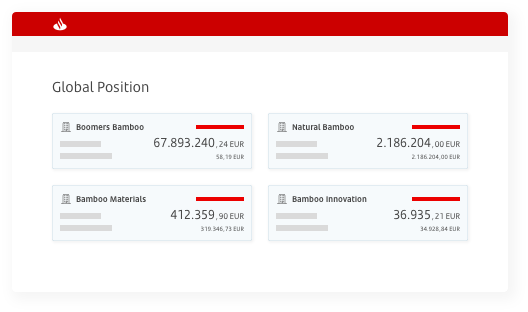 Global Position
Boomers Bamboo
67.893.240,24 EUR
58,19 EUR
Natural Bamboo
2.186.204,00 EUR
2.186.204,00 EUR
Bamboo Materials
412.359,90 EUR
319.346,73 EUR
Bamboo Innovation
36.935,21 EUR
34.928,84 EUR